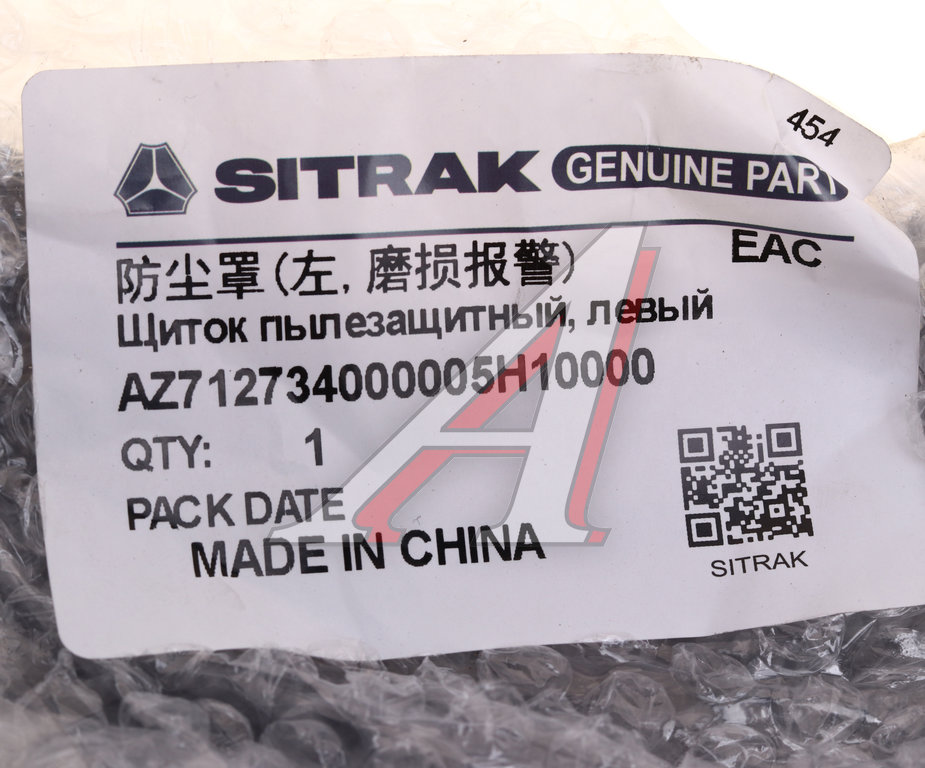 454
SITRAK GENUINE PART
EAC
防尘罩(左, 磨损报警)
Щиток пылезащитный, левый
AZ712734000005H10000
QTY: 1
PACK DATE
MADE IN CHINA
SITRAK